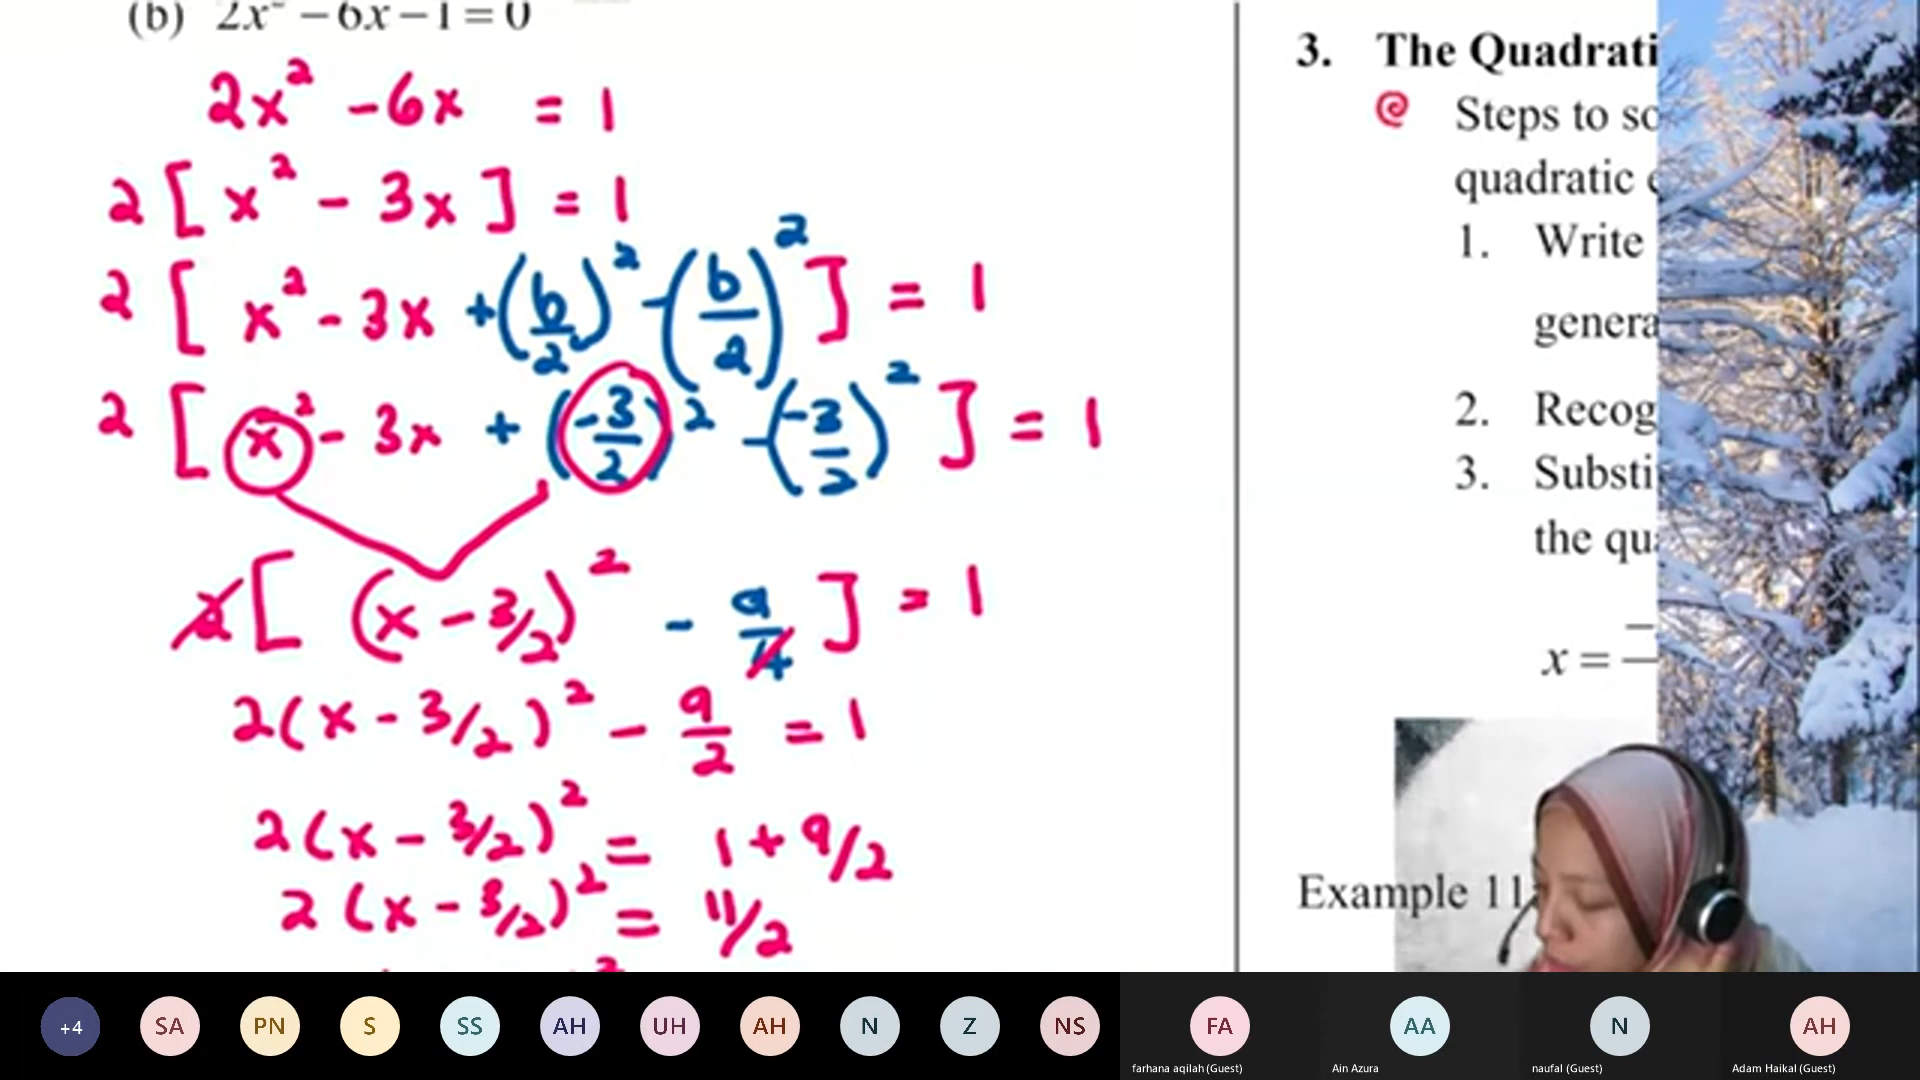 (b) 2x² − 6x − 1 = 0
2x² - 6x = 1
2 [ x² - 3x ] = 1
2 [ x² - 3x + (b/2)² - (b/2)² ] = 1
2 [ x² - 3x + (-3/2)² - (-3/2)² ] = 1
2 [ (x - 3/2)² - 9/4 ] = 1
2(x - 3/2)² - 9/2 = 1
2(x - 3/2)² = 1 + 9/2
2(x - 3/2)² = 11/2
3. The Quadrati
Steps to so
quadratic
1. Write
genera
2. Recog
3. Substi
the qu
x =
Example 11
+4 SA PN S SS AH UH AH N Z NS FA AA N AH
farhana aqilah (Guest) Ain Azura naufal (Guest) Adam Haikal (Guest)